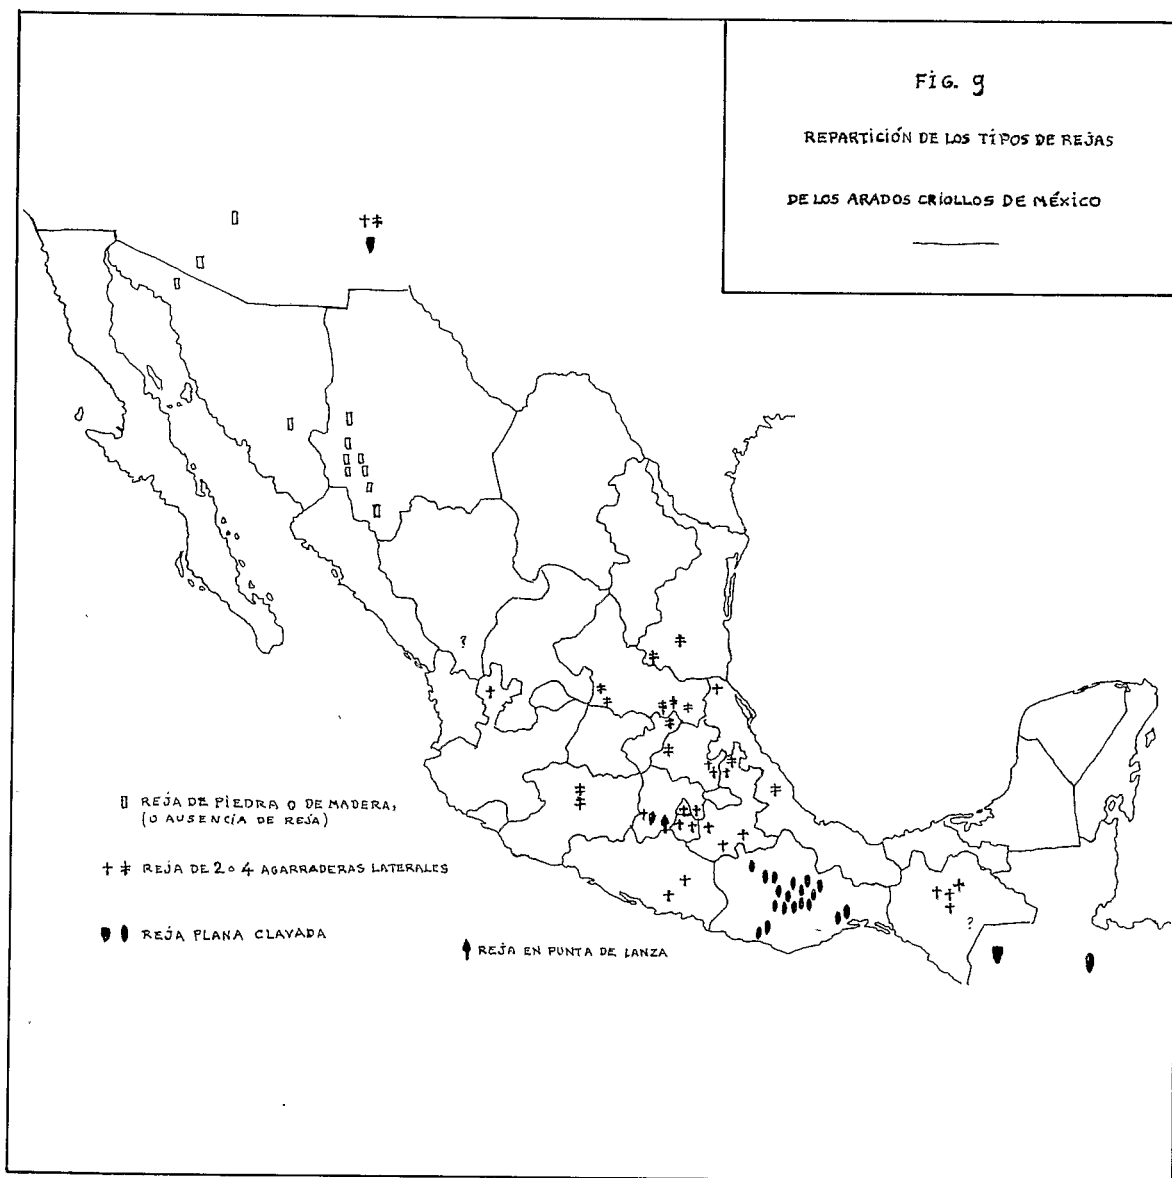 FIG. 9
REPARTICIÓN DE LOS TIPOS DE REJAS
DE LOS ARADOS CRIOLLOS DE MÉXICO
?
REJA DE PIEDRA O DE MADERA,
(O AUSENCIA DE REJA)
REJA DE 2 o 4 AGARRADERAS LATERALES
?
REJA PLANA CLAVADA
REJA EN PUNTA DE LANZA